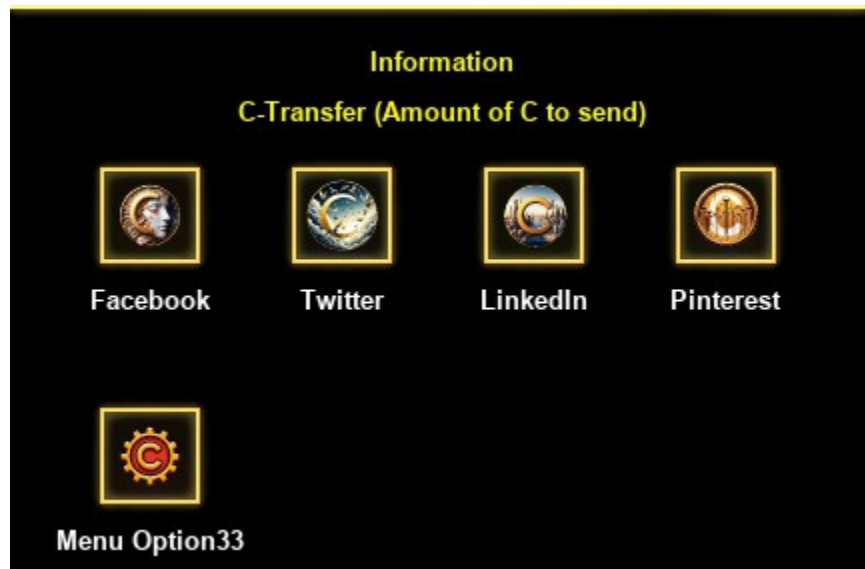 Information
C-Transfer (Amount of C to send)
Facebook Twitter LinkedIn Pinterest
C
Menu Option33